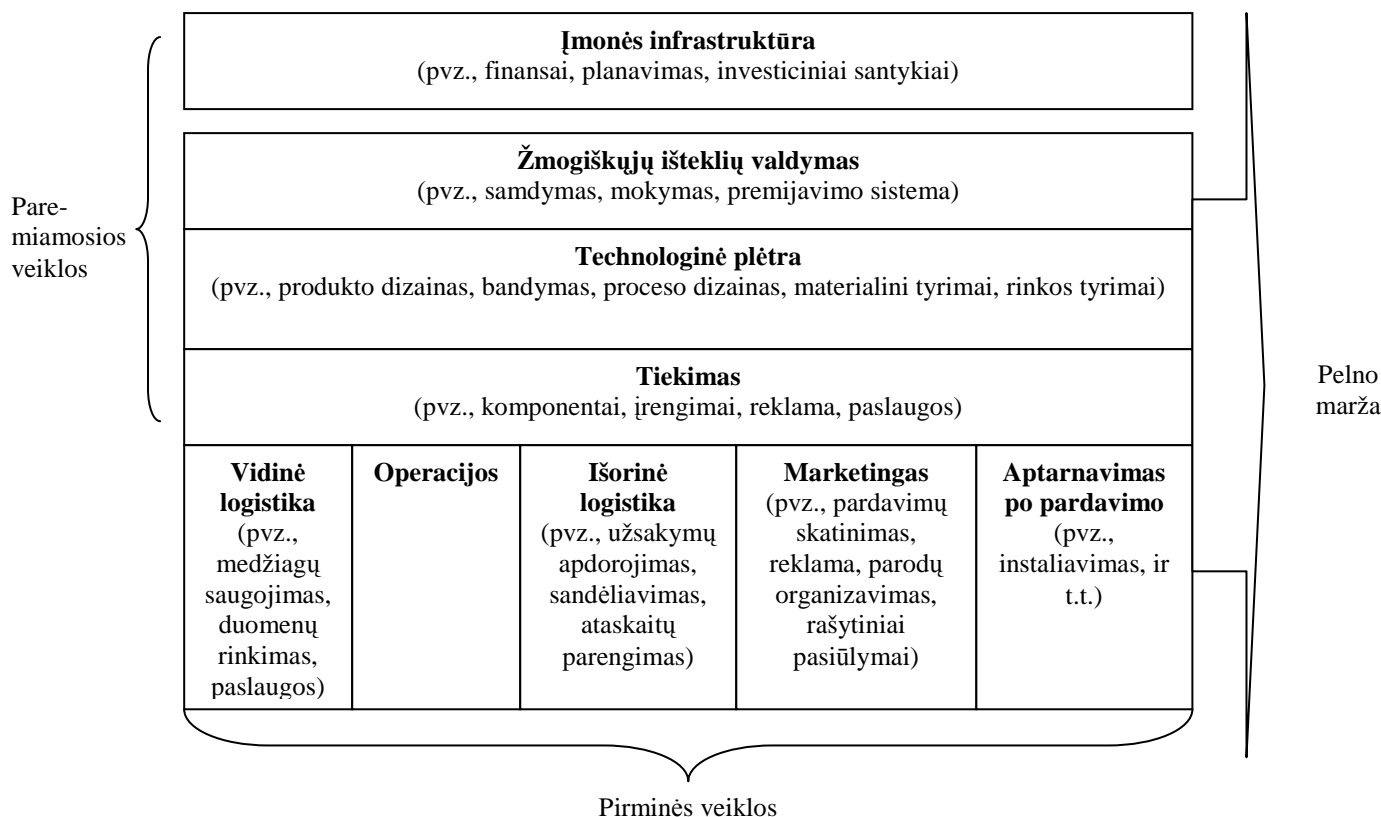 Įmonės infrastruktūra
(pvz., finansai, planavimas, investiciniai santykiai)
Žmogiškųjų išteklių valdymas
(pvz., samdymas, mokymas, premijavimo sistema)
Pare-
miamosios
veiklos
Technologinė plėtra
(pvz., produkto dizainas, bandymas, proceso dizainas, materialini tyrimai, rinkos tyrimai)
Tiekimas
(pvz., komponentai, įrengimai, reklama, paslaugos)
Pelno
marža
Vidinė
logistika
(pvz.,
medžiagų
saugojimas,
duomenų
rinkimas,
paslaugos)
Operacijos
Išorinė
logistika
(pvz., užsakymų
apdorojimas,
sandėliavimas,
ataskaitų
parengimas)
Marketingas
(pvz., pardavimų
skatinimas,
reklama, parodų
organizavimas,
rašytiniai
pasiūlymai)
Aptarnavimas
po pardavimo
(pvz.,
instaliavimas, ir
t.t.)
Pirminės veiklos